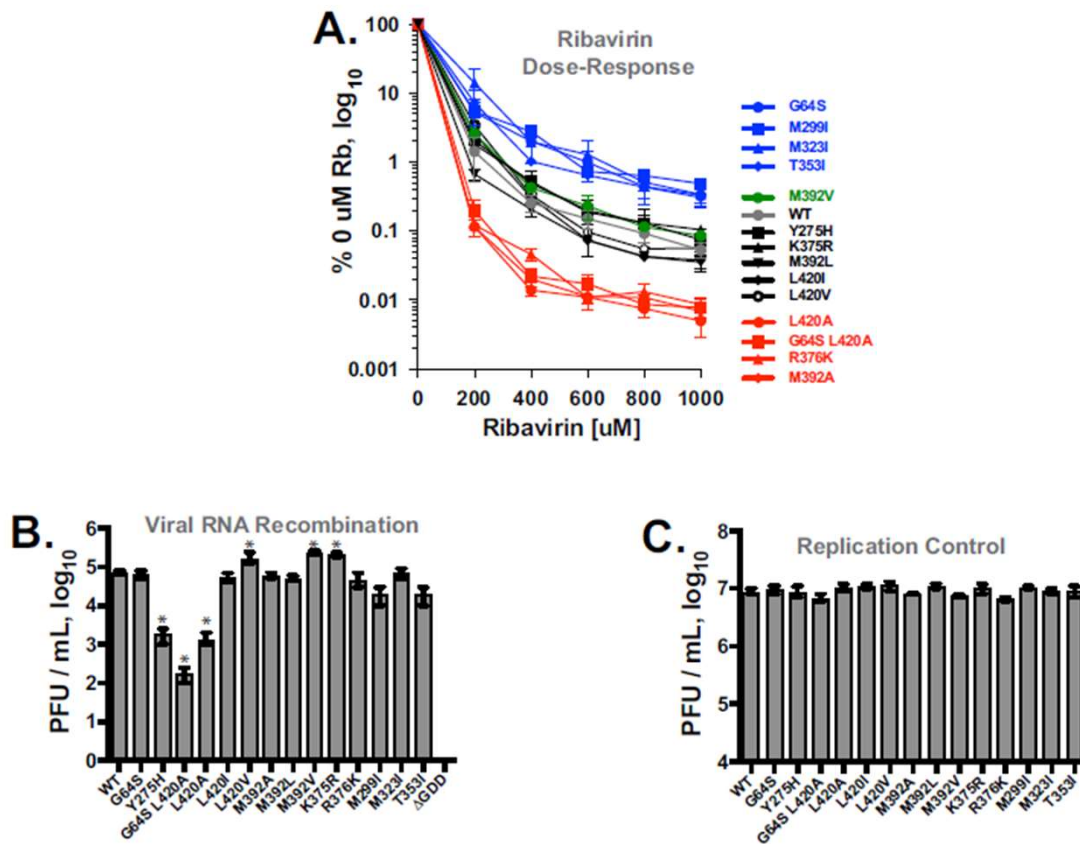 A.
Ribavirin
Dose-Response
% 0 uM Rb, log10
100
10
1
0.1
0.01
0.001
0 200 400 600 800 1000
Ribavirin [uM]
G64S
M299I
M323I
T353I
M392V
WT
Y275H
K375R
M392L
L420I
L420V
L420A
G64S L420A
R376K
M392A
B.
Viral RNA Recombination
PFU / mL, log10
6
5
4
3
2
1
0
* * * * * *
WT G64S Y275H G64S L420A L420A L420I L420V M392A M392L M392V K375R R376K M299I M323I T353I ΔGDD
C.
Replication Control
PFU / mL, log10
8
7
6
5
4
WT G64S Y275H G64S L420A L420A L420I L420V M392A M392L M392V K375R R376K M299I M323I T353I